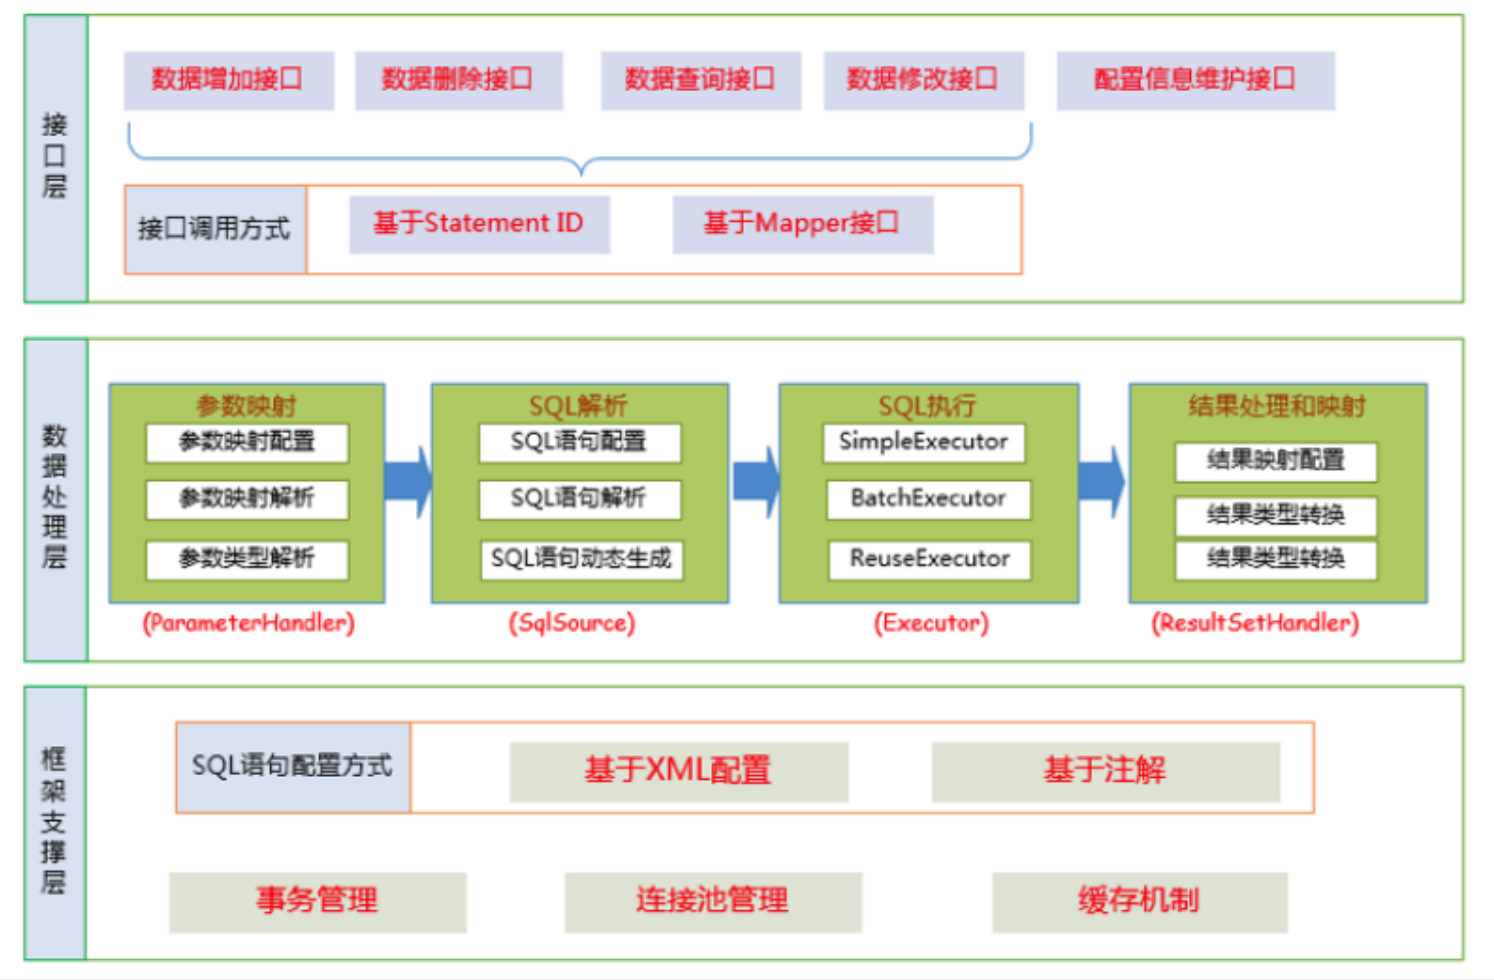 接口层
数据增加接口
数据删除接口
数据查询接口
数据修改接口
配置信息维护接口
接口调用方式
基于Statement ID
基于Mapper接口
数据处理层
参数映射
参数映射配置
参数映射解析
参数类型解析
(ParameterHandler)
SQL解析
SQL语句配置
SQL语句解析
SQL语句动态生成
(SqlSource)
SQL执行
SimpleExecutor
BatchExecutor
ReuseExecutor
(Executor)
结果处理和映射
结果映射配置
结果类型转换
结果类型转换
(ResultSetHandler)
框架支撑层
SQL语句配置方式
基于XML配置
基于注解
事务管理
连接池管理
缓存机制